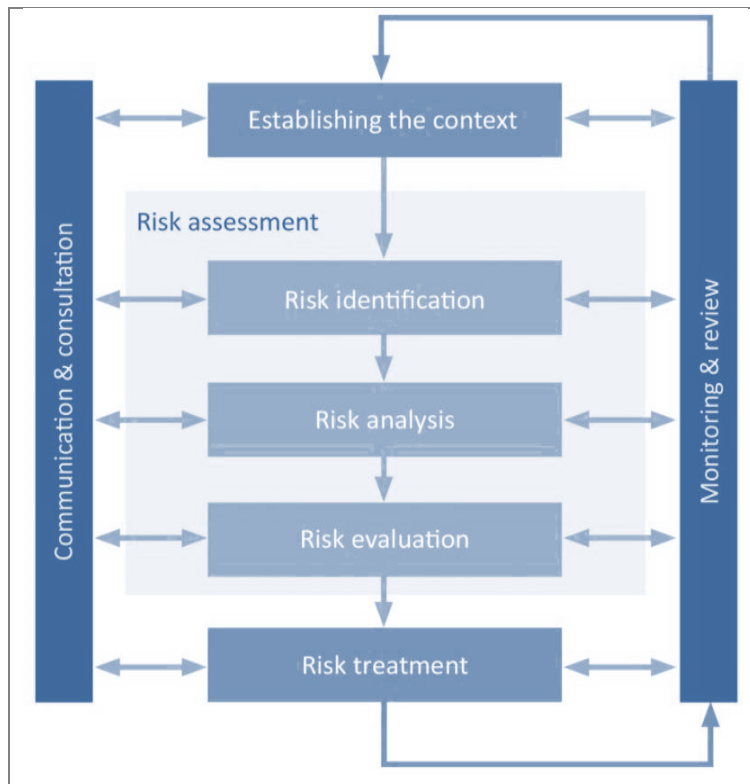 Establishing the context
Risk assessment
Risk identification
Risk analysis
Risk evaluation
Risk treatment
Communication & consultation
Monitoring & review